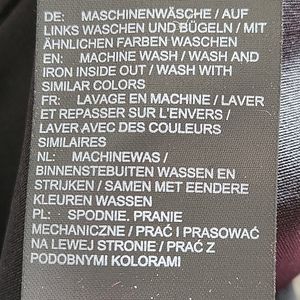 DE: MASCHINENWÄSCHE / AUF
LINKS WASCHEN UND BÜGELN / MIT
ÄHNLICHEN FARBEN WASCHEN
EN: MACHINE WASH / WASH AND
IRON INSIDE OUT / WASH WITH
SIMILAR COLORS
FR: LAVAGE EN MACHINE / LAVER
ET REPASSER SUR L'ENVERS /
LAVER AVEC DES COULEURS
SIMILAIRES
NL: MACHINEWAS /
BINNENSTEBUITEN WASSEN EN
STRIJKEN / SAMEN MET EENDERE
KLEUREN WASSEN
PL: SPODNIE. PRANIE
MECHANICZNE / PRAĆ I PRASOWAĆ
NA LEWEJ STRONIE / PRAĆ Z
PODOBNYMI KOLORAMI